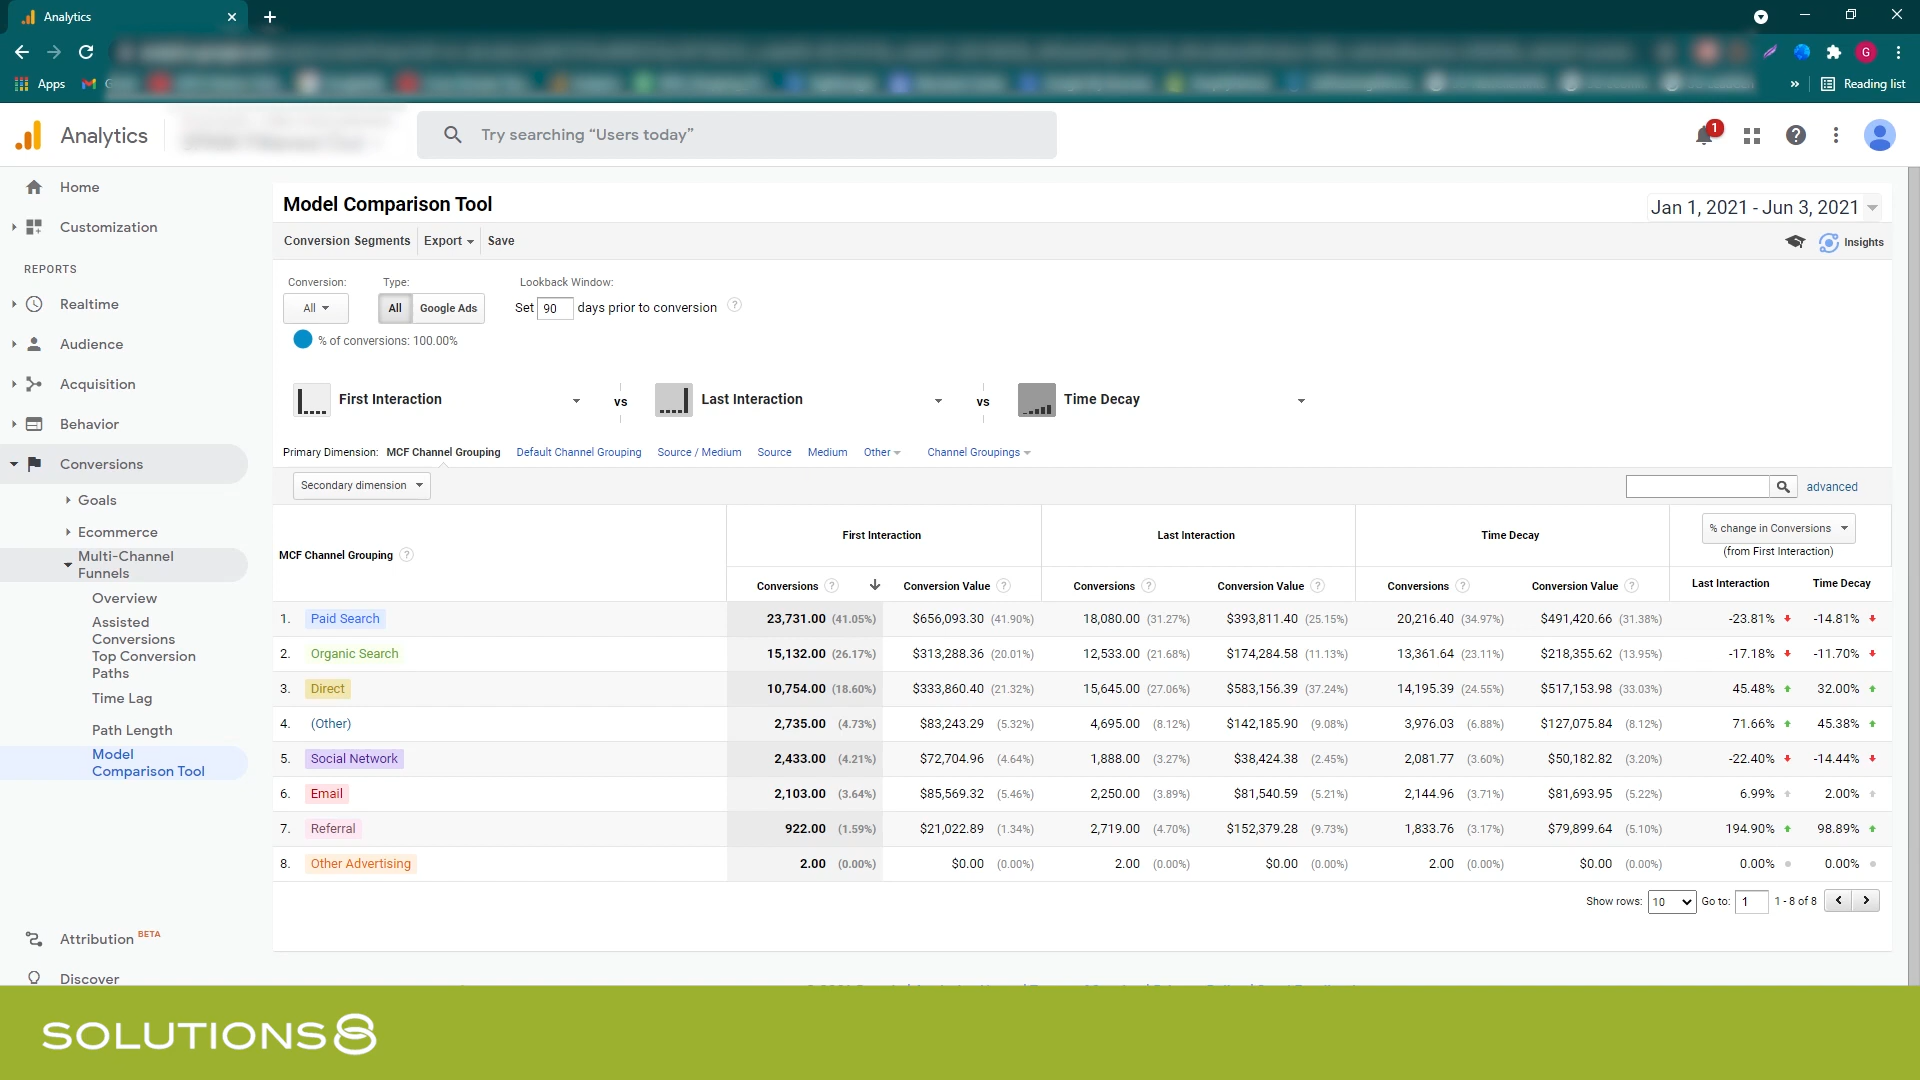 Analytics
Apps
Reading list
Analytics
Try searching “Users today”
1
G
Home
Customization
REPORTS
Realtime
Audience
Acquisition
Behavior
Conversions
Goals
Ecommerce
Multi-Channel
Funnels
Overview
Assisted
Conversions
Top Conversion
Paths
Time Lag
Path Length
Model
Comparison Tool
Attribution BETA
Discover
Model Comparison Tool
Jan 1, 2021 - Jun 3, 2021
Conversion Segments Export Save
Insights
Conversion: Type: Lookback Window:
All All Google Ads Set 90 days prior to conversion ?
% of conversions: 100.00%
First Interaction vs Last Interaction vs Time Decay
Primary Dimension: MCF Channel Grouping Default Channel Grouping Source / Medium Source Medium Other Channel Groupings
Secondary dimension
advanced
MCF Channel Grouping ?
First Interaction Last Interaction Time Decay % change in Conversions
(from First Interaction)
Conversions ? Conversion Value ? Conversions ? Conversion Value ? Conversions ? Conversion Value ? Last Interaction Time Decay
1. Paid Search 23,731.00 (41.05%) $656,093.30 (41.90%) 18,080.00 (31.27%) $393,811.40 (25.15%) 20,216.40 (34.97%) $491,420.66 (31.38%) -23.81% -14.81%
2. Organic Search 15,132.00 (26.17%) $313,288.36 (20.01%) 12,533.00 (21.68%) $174,284.58 (11.13%) 13,361.64 (23.11%) $218,355.62 (13.95%) -17.18% -11.70%
3. Direct 10,754.00 (18.60%) $333,860.40 (21.32%) 15,645.00 (27.06%) $583,156.39 (37.24%) 14,195.39 (24.55%) $517,153.98 (33.03%) 45.48% 32.00%
4. (Other) 2,735.00 (4.73%) $83,243.29 (5.32%) 4,695.00 (8.12%) $142,185.90 (9.08%) 3,976.03 (6.88%) $127,075.84 (8.12%) 71.66% 45.38%
5. Social Network 2,433.00 (4.21%) $72,704.96 (4.64%) 1,888.00 (3.27%) $38,424.38 (2.45%) 2,081.77 (3.60%) $50,182.82 (3.20%) -22.40% -14.44%
6. Email 2,103.00 (3.64%) $85,569.32 (5.46%) 2,250.00 (3.89%) $81,540.59 (5.21%) 2,144.96 (3.71%) $81,693.95 (5.22%) 6.99% 2.00%
7. Referral 922.00 (1.59%) $21,022.89 (1.34%) 2,719.00 (4.70%) $152,379.28 (9.73%) 1,833.76 (3.17%) $79,899.64 (5.10%) 194.90% 98.89%
8. Other Advertising 2.00 (0.00%) $0.00 (0.00%) 2.00 (0.00%) $0.00 (0.00%) 2.00 (0.00%) $0.00 (0.00%) 0.00% 0.00%
Show rows: 10 Go to: 1 1 - 8 of 8
SOLUTIONS8